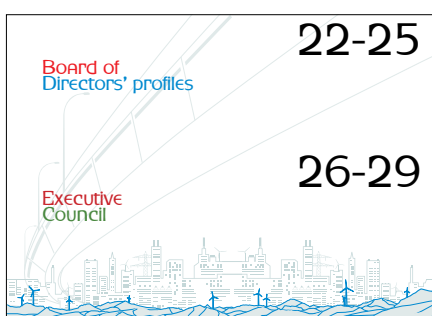 22-25
Board of
Directors' profiles
26-29
Executive
Council